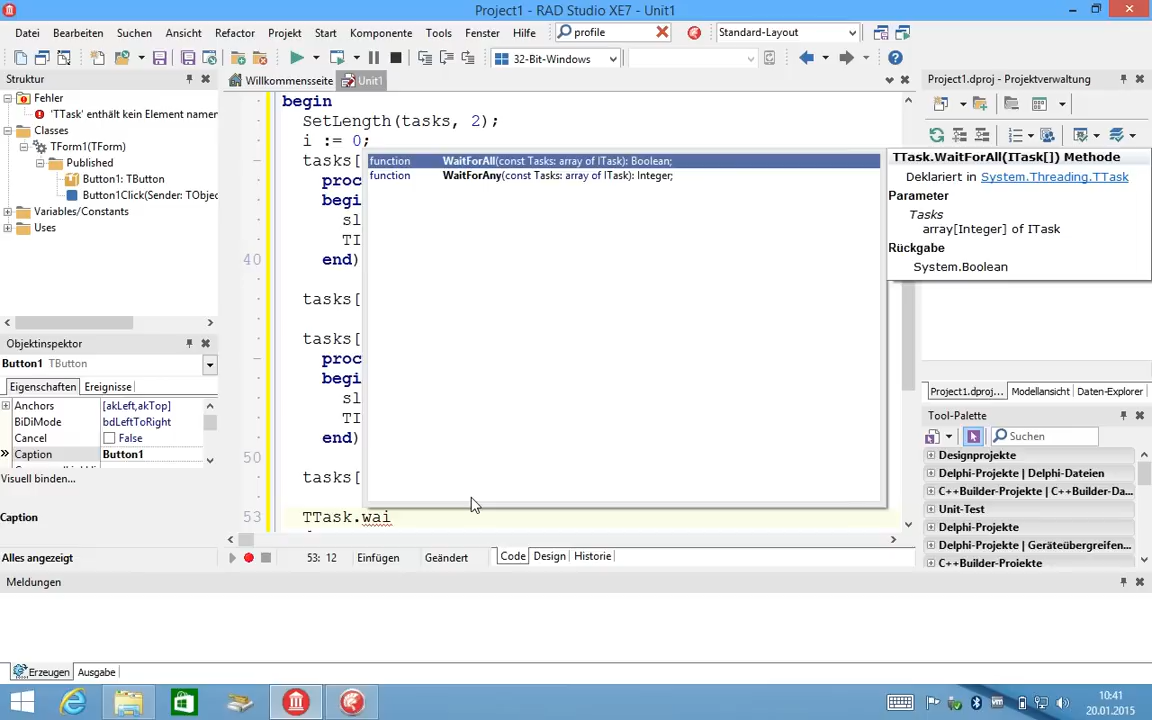 Project1 - RAD Studio XE7 - Unit1
Datei Bearbeiten Suchen Ansicht Refactor Projekt Start Komponente Tools Fenster Hilfe profile Standard-Layout
32-Bit-Windows
Struktur
Willkommensseite Unit1
Project1.dproj - Projektverwaltung
Fehler
'TTask' enthält kein Element namen
Classes
TForm1(TForm)
Published
Button1: TButton
Button1Click(Sender: TObjec
Variables/Constants
Uses
begin
SetLength(tasks, 2);
i := 0;
tasks[
proc
begi
sl
TI
40 end)
tasks[
tasks[
proc
begi
sl
TI
end)
50
tasks[
53 TTask.wai
function WaitForAll(const Tasks: array of ITask): Boolean;
function WaitForAny(const Tasks: array of ITask): Integer;
TTask.WaitForAll(ITask[]) Methode
Deklariert in System.Threading.TTask
Parameter
Tasks
array[Integer] of ITask
Rückgabe
System.Boolean
Objektinspektor
Button1 TButton
Eigenschaften Ereignisse
Anchors [akLeft,akTop]
BiDiMode bdLeftToRight
Cancel False
Caption Button1
Visuell binden...
Caption
Alles angezeigt
53: 12 Einfügen Geändert Code Design Historie
Project1.dproj... Modellansicht Daten-Explorer
Tool-Palette
Suchen
Designprojekte
Delphi-Projekte | Delphi-Dateien
C++Builder-Projekte | C++Builder-Da...
Unit-Test
Delphi-Projekte
Delphi-Projekte | Geräteübergreifen...
C++Builder-Projekte
Meldungen
Erzeugen Ausgabe
10:41
20.01.2015